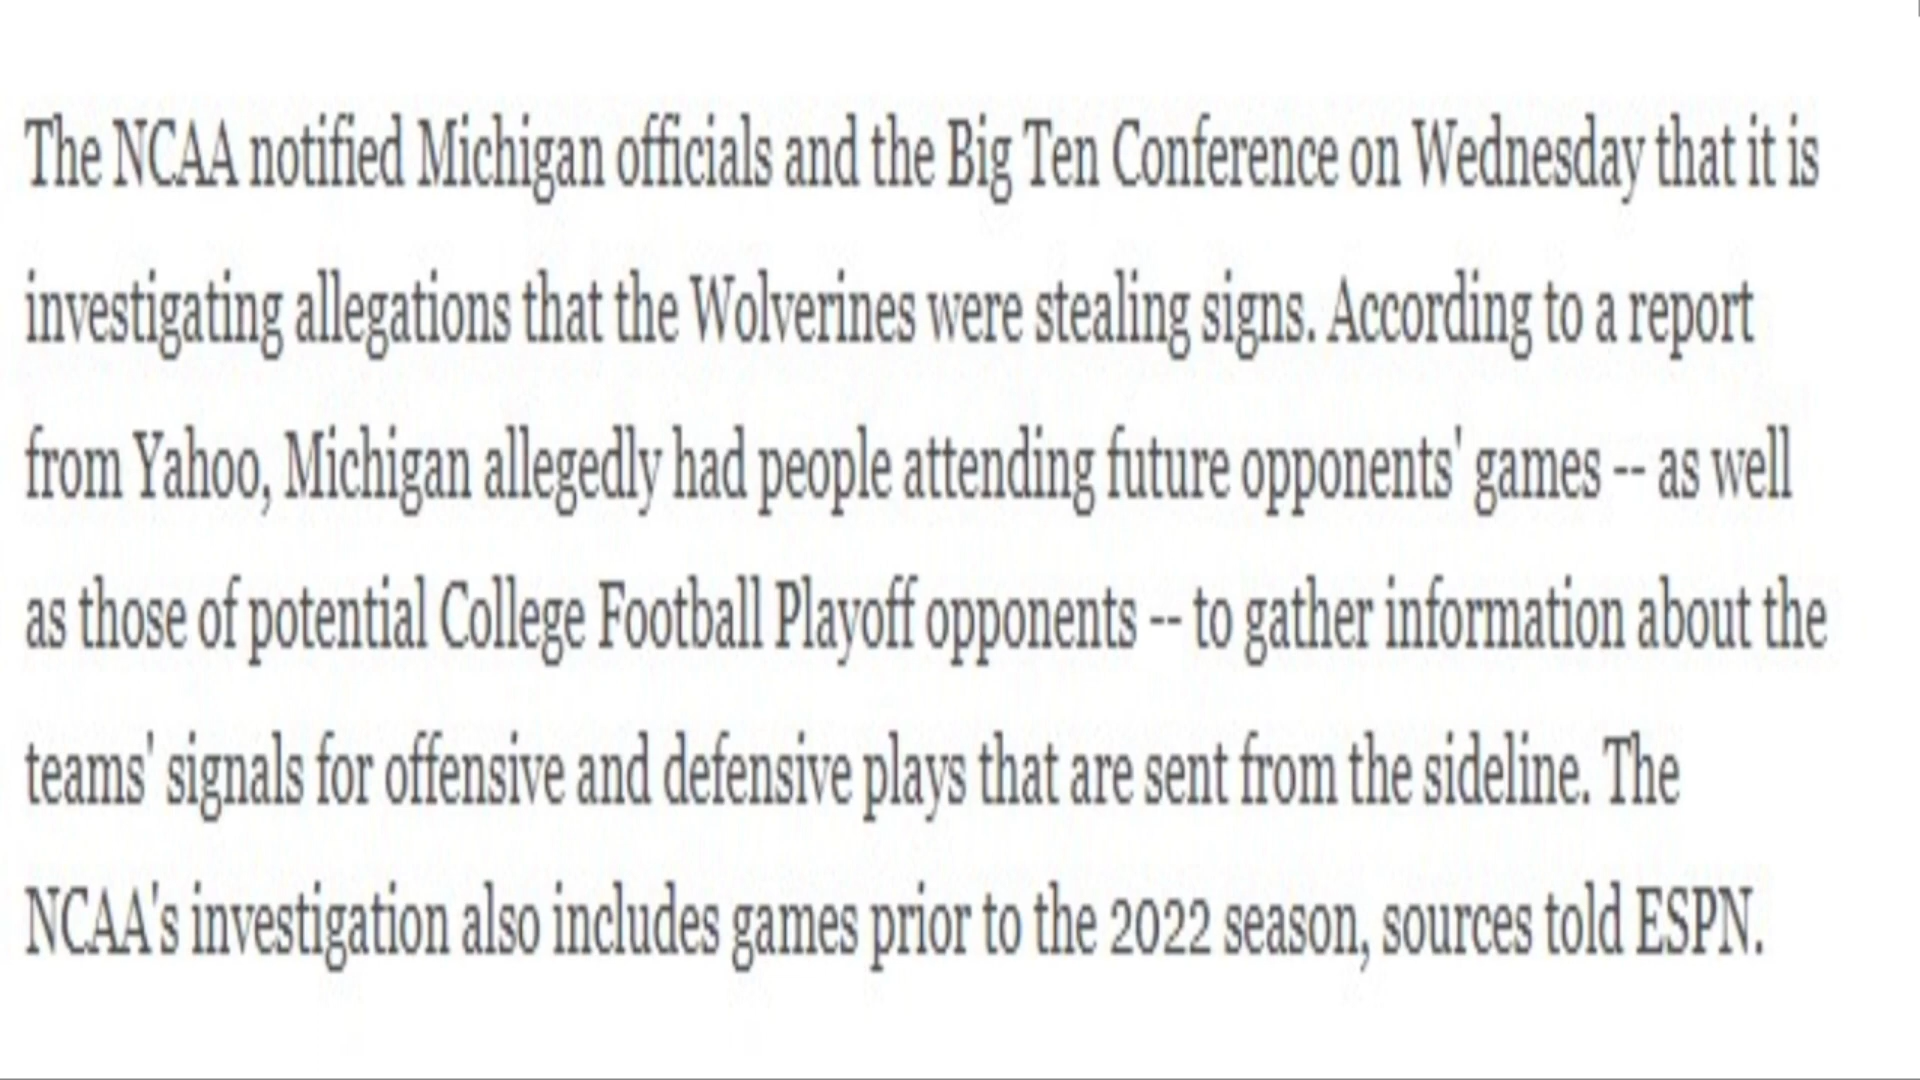 The NCAA notified Michigan officials and the Big Ten Conference on Wednesday that it is
investigating allegations that the Wolverines were stealing signs. According to a report
from Yahoo, Michigan allegedly had people attending future opponents' games -- as well
as those of potential College Football Playoff opponents -- to gather information about the
teams' signals for offensive and defensive plays that are sent from the sideline. The
NCAA's investigation also includes games prior to the 2022 season, sources told ESPN.